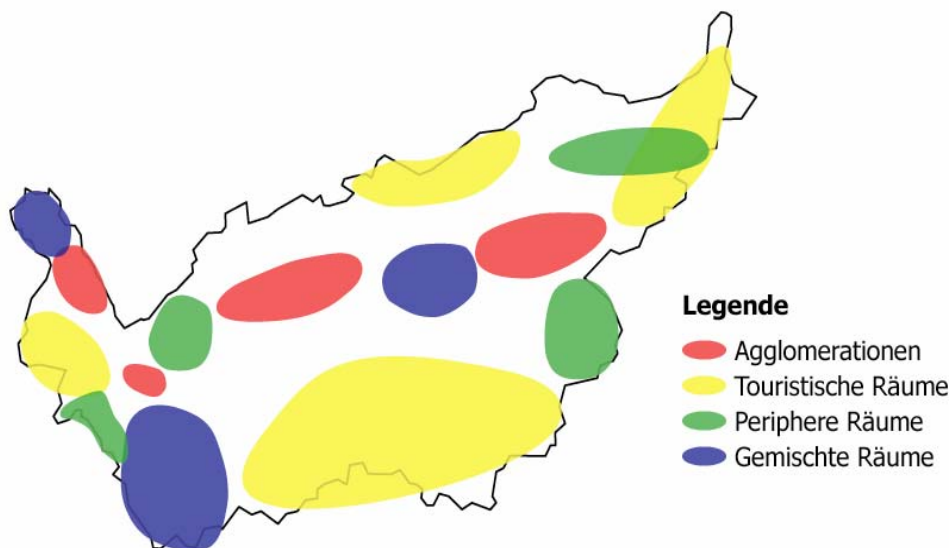 Legende
Agglomerationen
Touristische Räume
Periphere Räume
Gemischte Räume